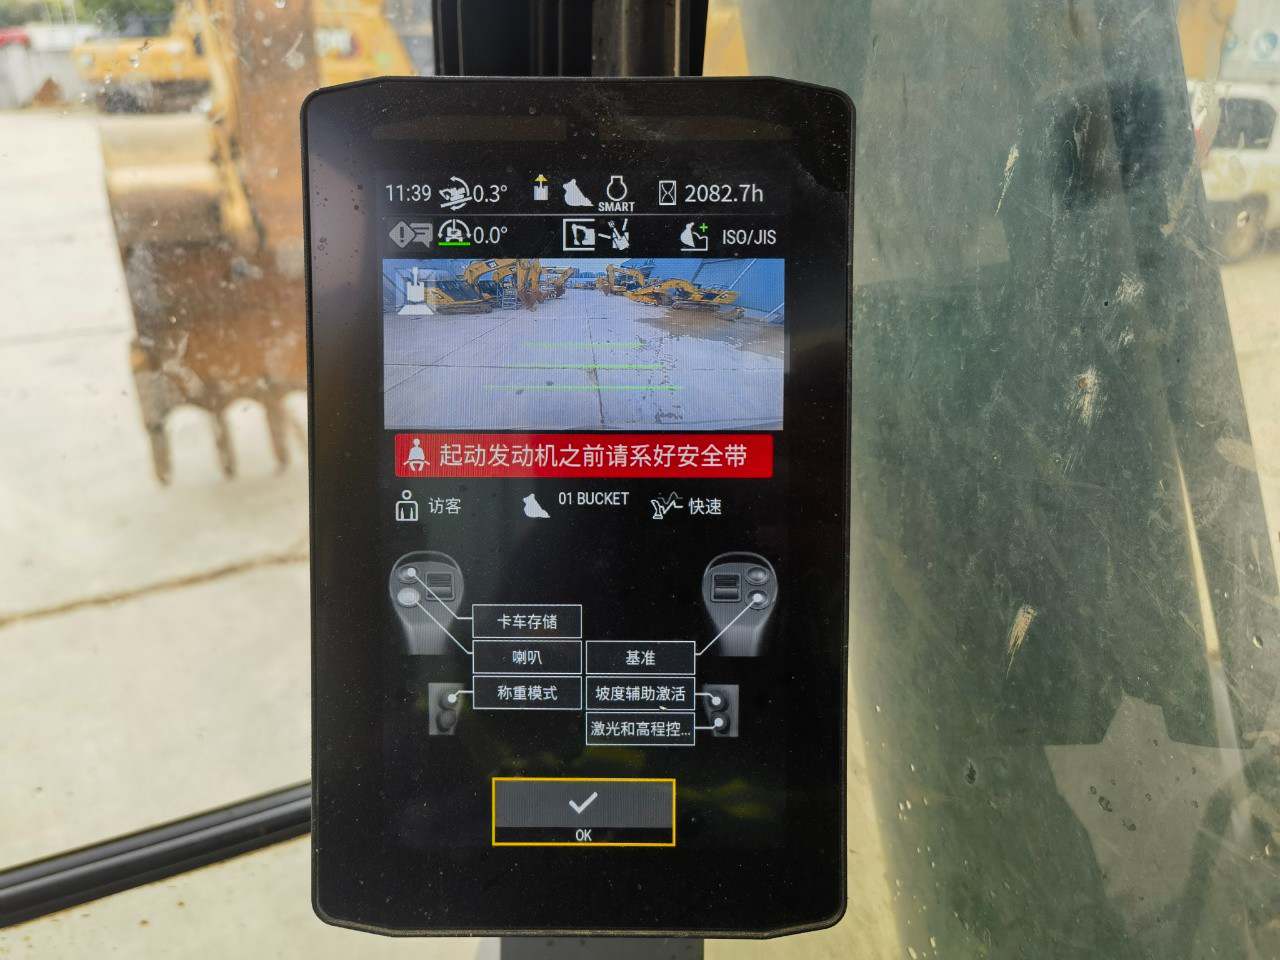 11:39 0.3° SMART 2082.7h
0.0° ISO/JIS
起动发动机之前请系好安全带
访客 01 BUCKET 快速
卡车存储
喇叭 基准
称重模式 坡度辅助激活
激光和高程控...
OK